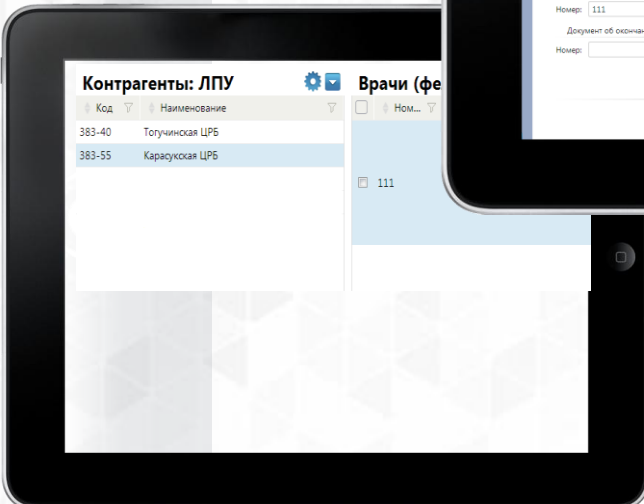 Номер: 111
Документ об окончан
Номер:
Контрагенты: ЛПУ
Код Наименование
383-40 Тогучинская ЦРБ
383-55 Карасукская ЦРБ
Врачи (фе
Ном...
111